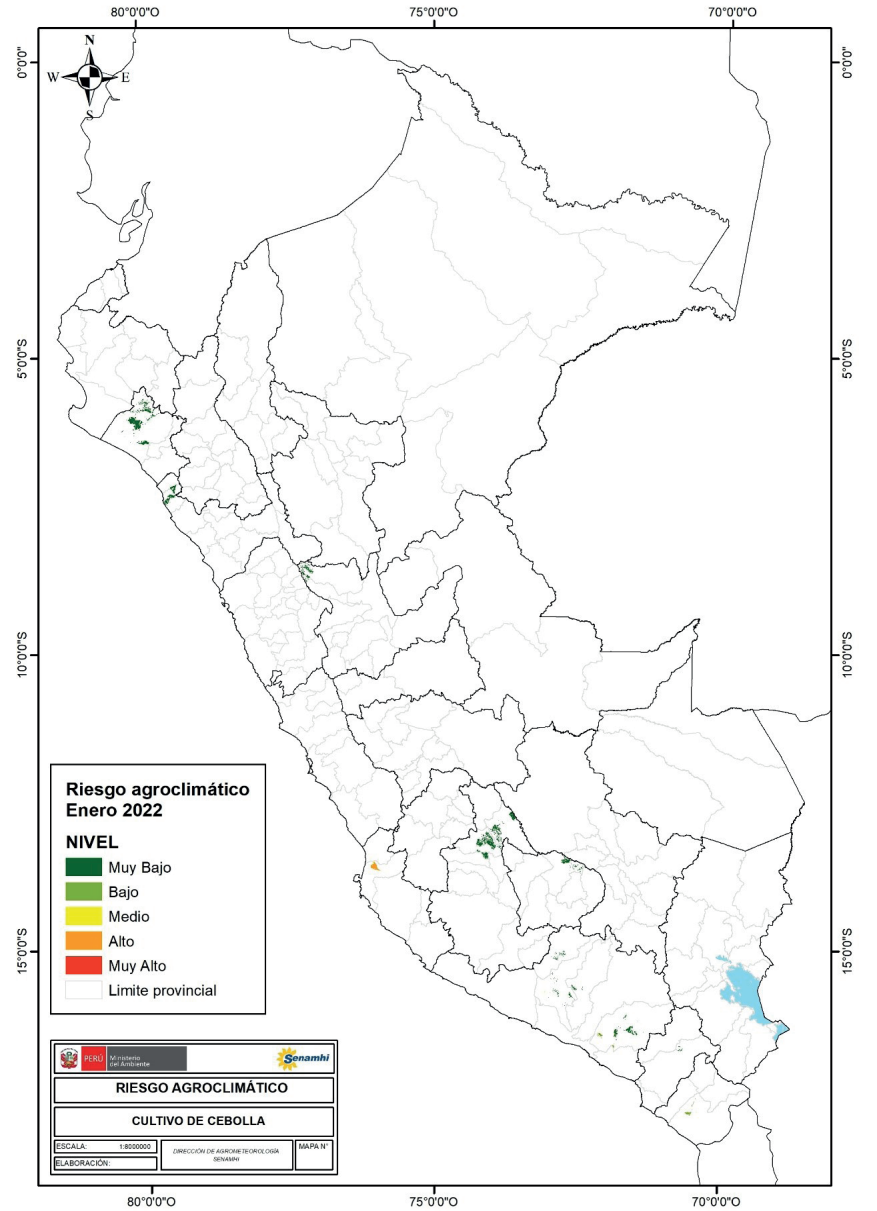 80°0'0"O
75°0'0"O
70°0'0"O
N
W
E
S
0°0'0"
0°0'0"
5°0'0"S
5°0'0"S
10°0'0"S
10°0'0"S
15°0'0"S
15°0'0"S
Riesgo agroclimático
Enero 2022
NIVEL
Muy Bajo
Bajo
Medio
Alto
Muy Alto
Limite provincial
PERÚ
Ministerio
del Ambiente
Senamhi
RIESGO AGROCLIMÁTICO
CULTIVO DE CEBOLLA
ESCALA: 1:8000000
DIRECCIÓN DE AGROMETEOROLOGÍA
SENAMHI
MAPA N°
ELABORACIÓN:
80°0'0"O
75°0'0"O
70°0'0"O